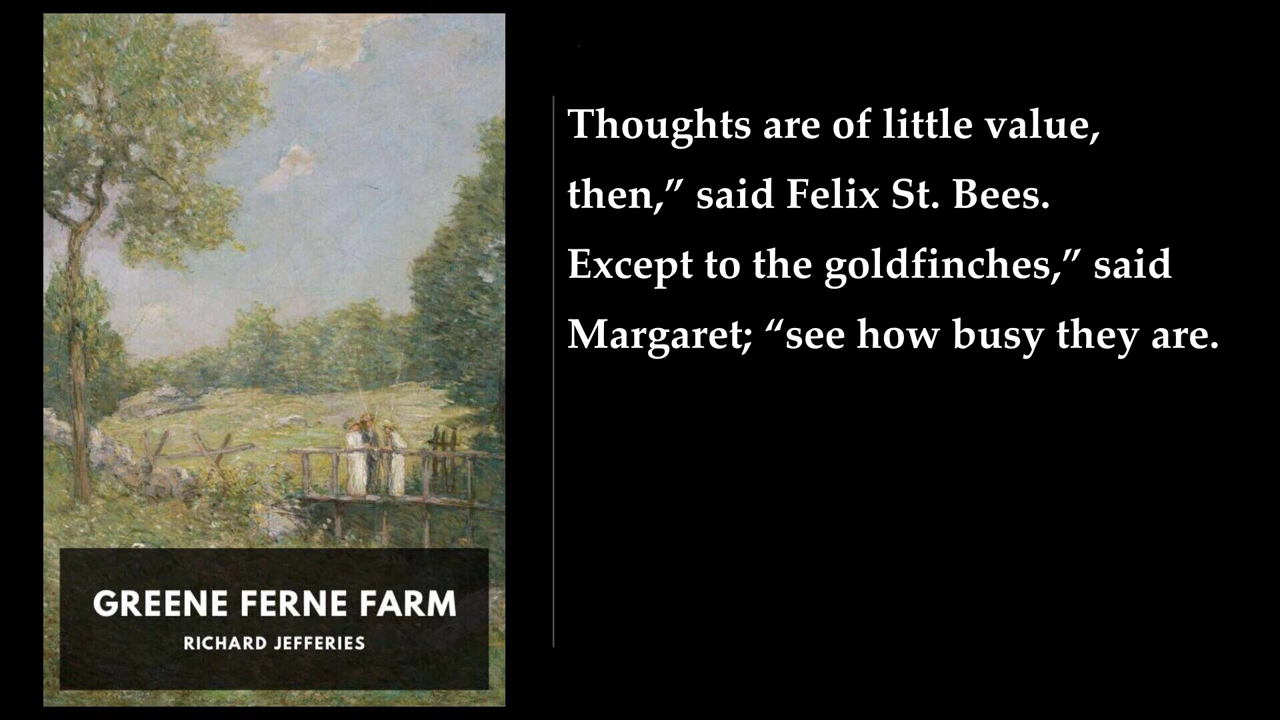 GREENE FERNE FARM
RICHARD JEFFERIES
Thoughts are of little value,
then,” said Felix St. Bees.
Except to the goldfinches,” said
Margaret; “see how busy they are.